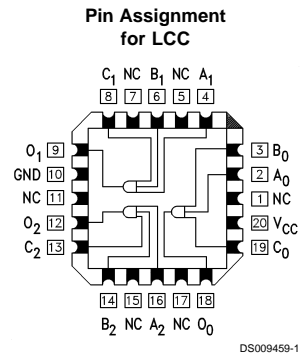 Pin Assignment
for LCC
C1 NC B1 NC A1
8 7 6 5 4
O1 9
GND 10
NC 11
O2 12
C2 13
3 B0
2 A0
1 NC
20 VCC
19 C0
14 15 16 17 18
B2 NC A2 NC O0
DS009459-1